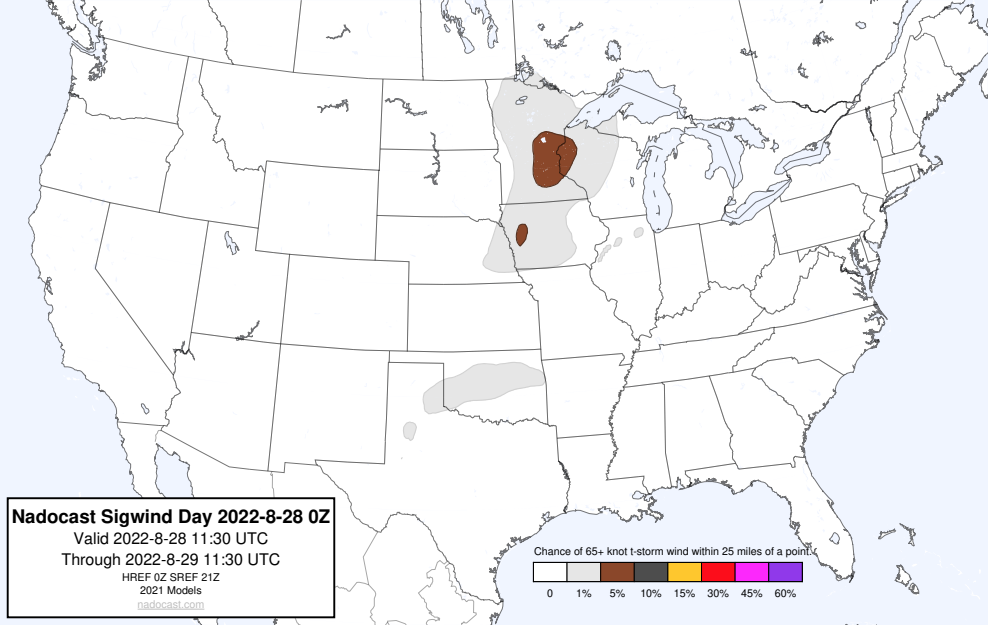 Nadocast Sigwind Day 2022-8-28 0Z
Valid 2022-8-28 11:30 UTC
Through 2022-8-29 11:30 UTC
HREF 0Z SREF 21Z
2021 Models
nadocast.com
Chance of 65+ knot t-storm wind within 25 miles of a point.
0 1% 5% 10% 15% 30% 45% 60%